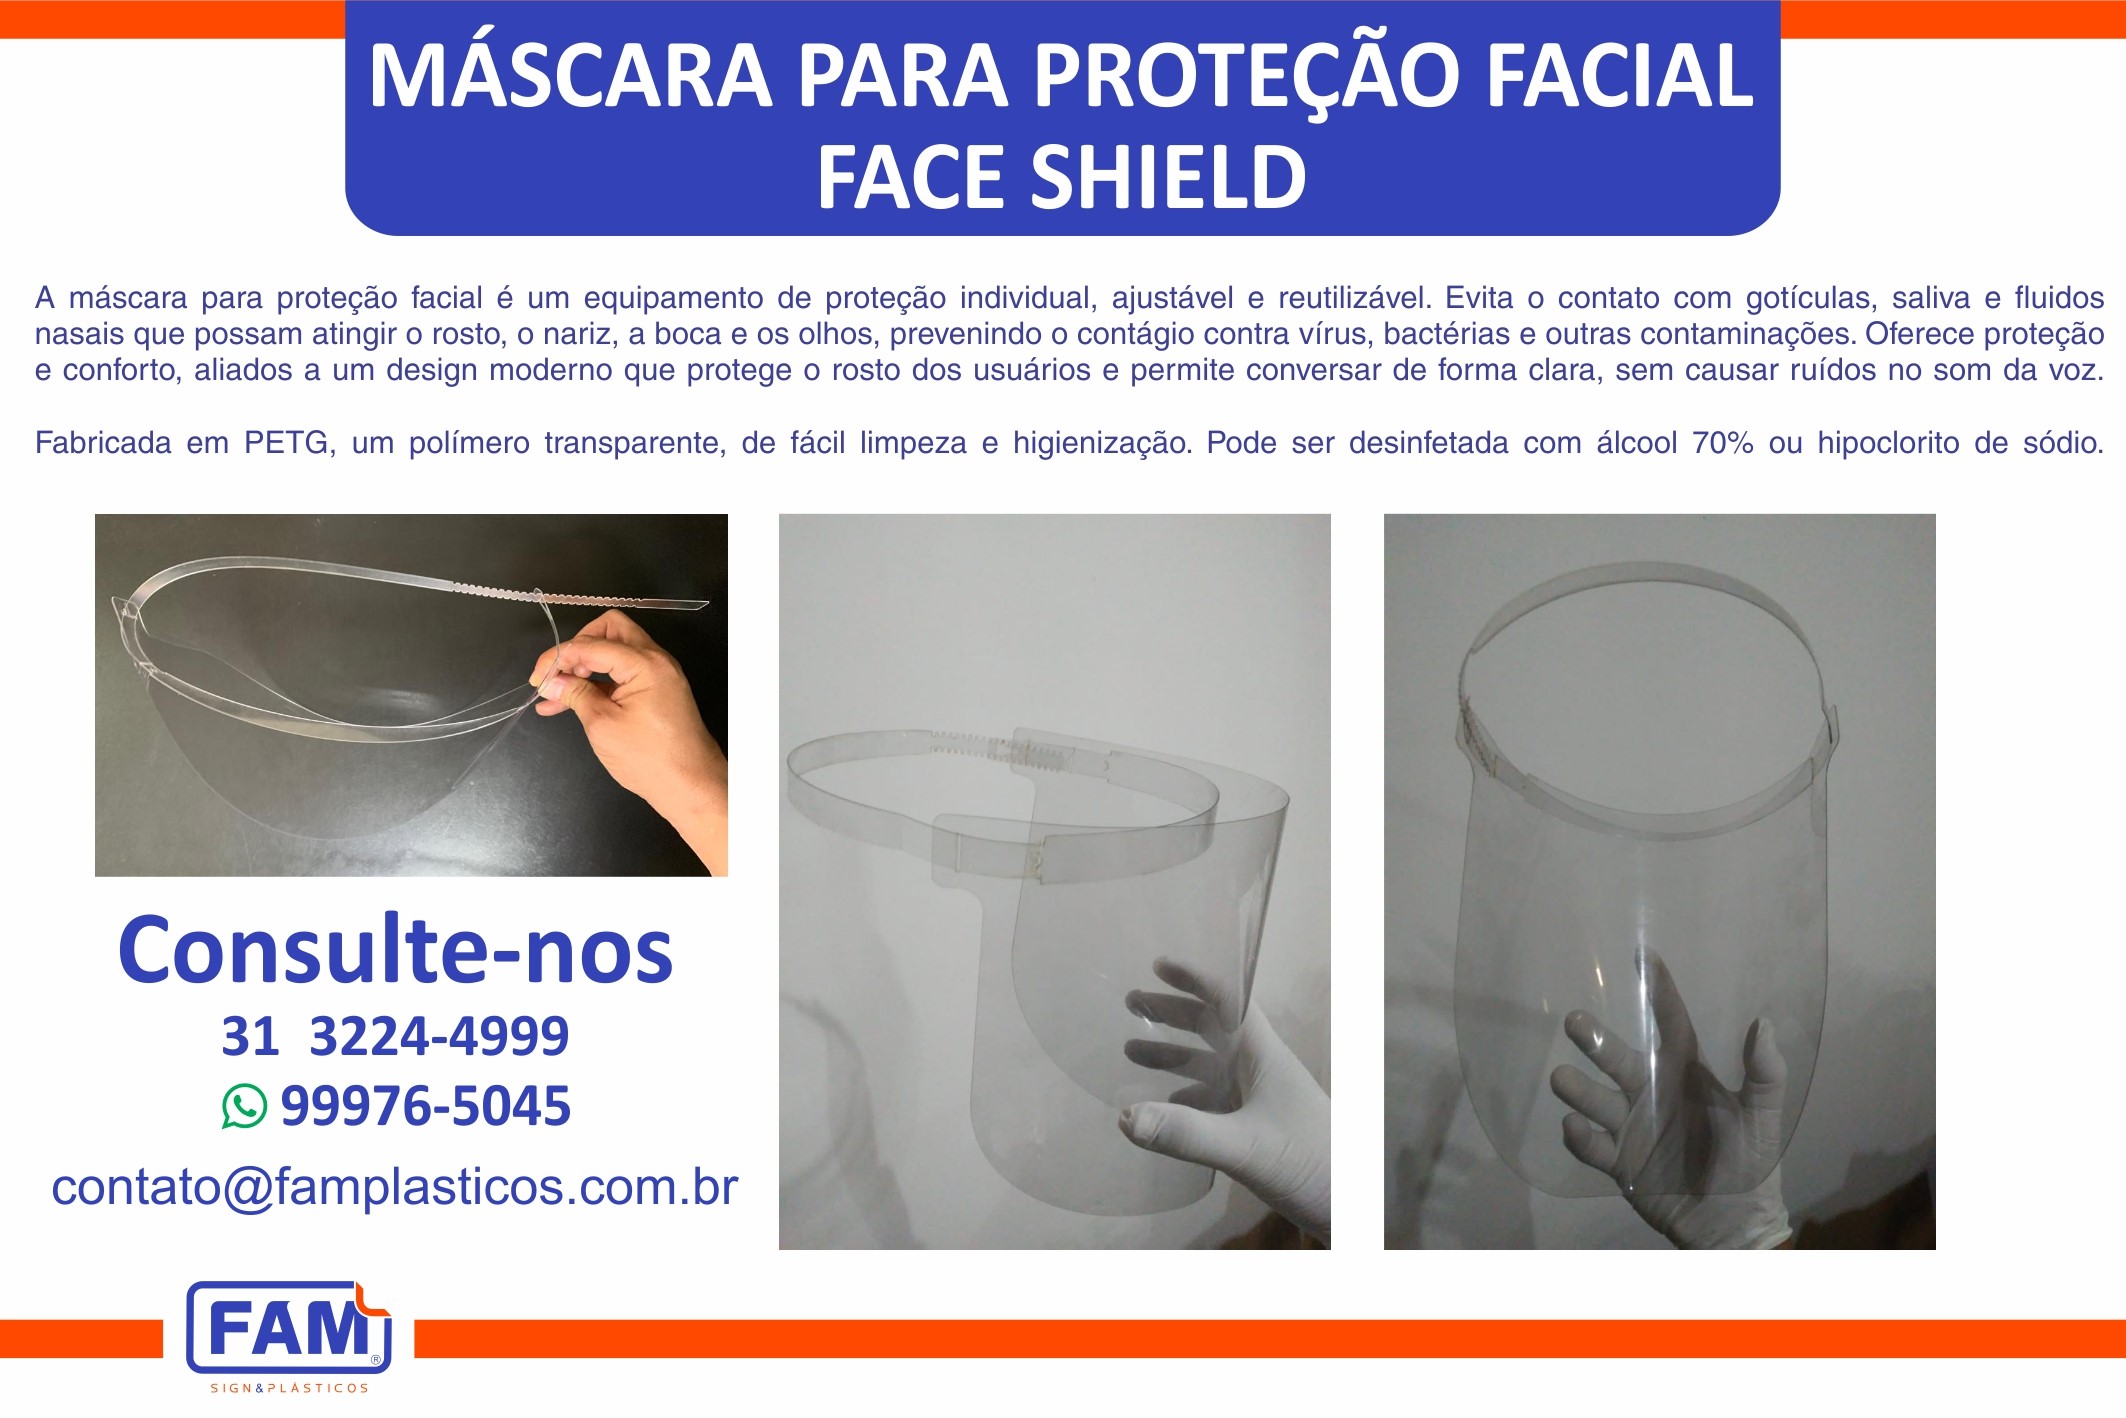 MÁSCARA PARA PROTEÇÃO FACIAL
FACE SHIELD
A máscara para proteção facial é um equipamento de proteção individual, ajustável e reutilizável. Evita o contato com gotículas, saliva e fluidos
nasais que possam atingir o rosto, o nariz, a boca e os olhos, prevenindo o contágio contra vírus, bactérias e outras contaminações. Oferece proteção
e conforto, aliados a um design moderno que protege o rosto dos usuários e permite conversar de forma clara, sem causar ruídos no som da voz.
Fabricada em PETG, um polímero transparente, de fácil limpeza e higienização. Pode ser desinfetada com álcool 70% ou hipoclorito de sódio.
Consulte-nos
31 3224-4999
99976-5045
contato@famplasticos.com.br
FAM®
SIGN&PLÁSTICOS